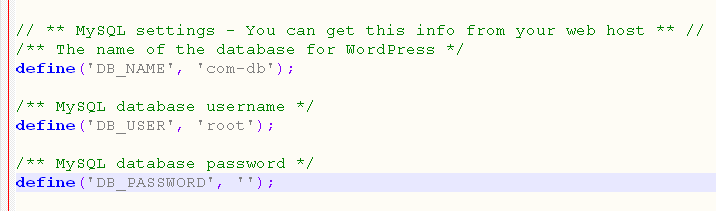 // ** MySQL settings - You can get this info from your web host ** //
/** The name of the database for WordPress */
define('DB_NAME', 'com-db');
/** MySQL database username */
define('DB_USER', 'root');
/** MySQL database password */
define('DB_PASSWORD', '');